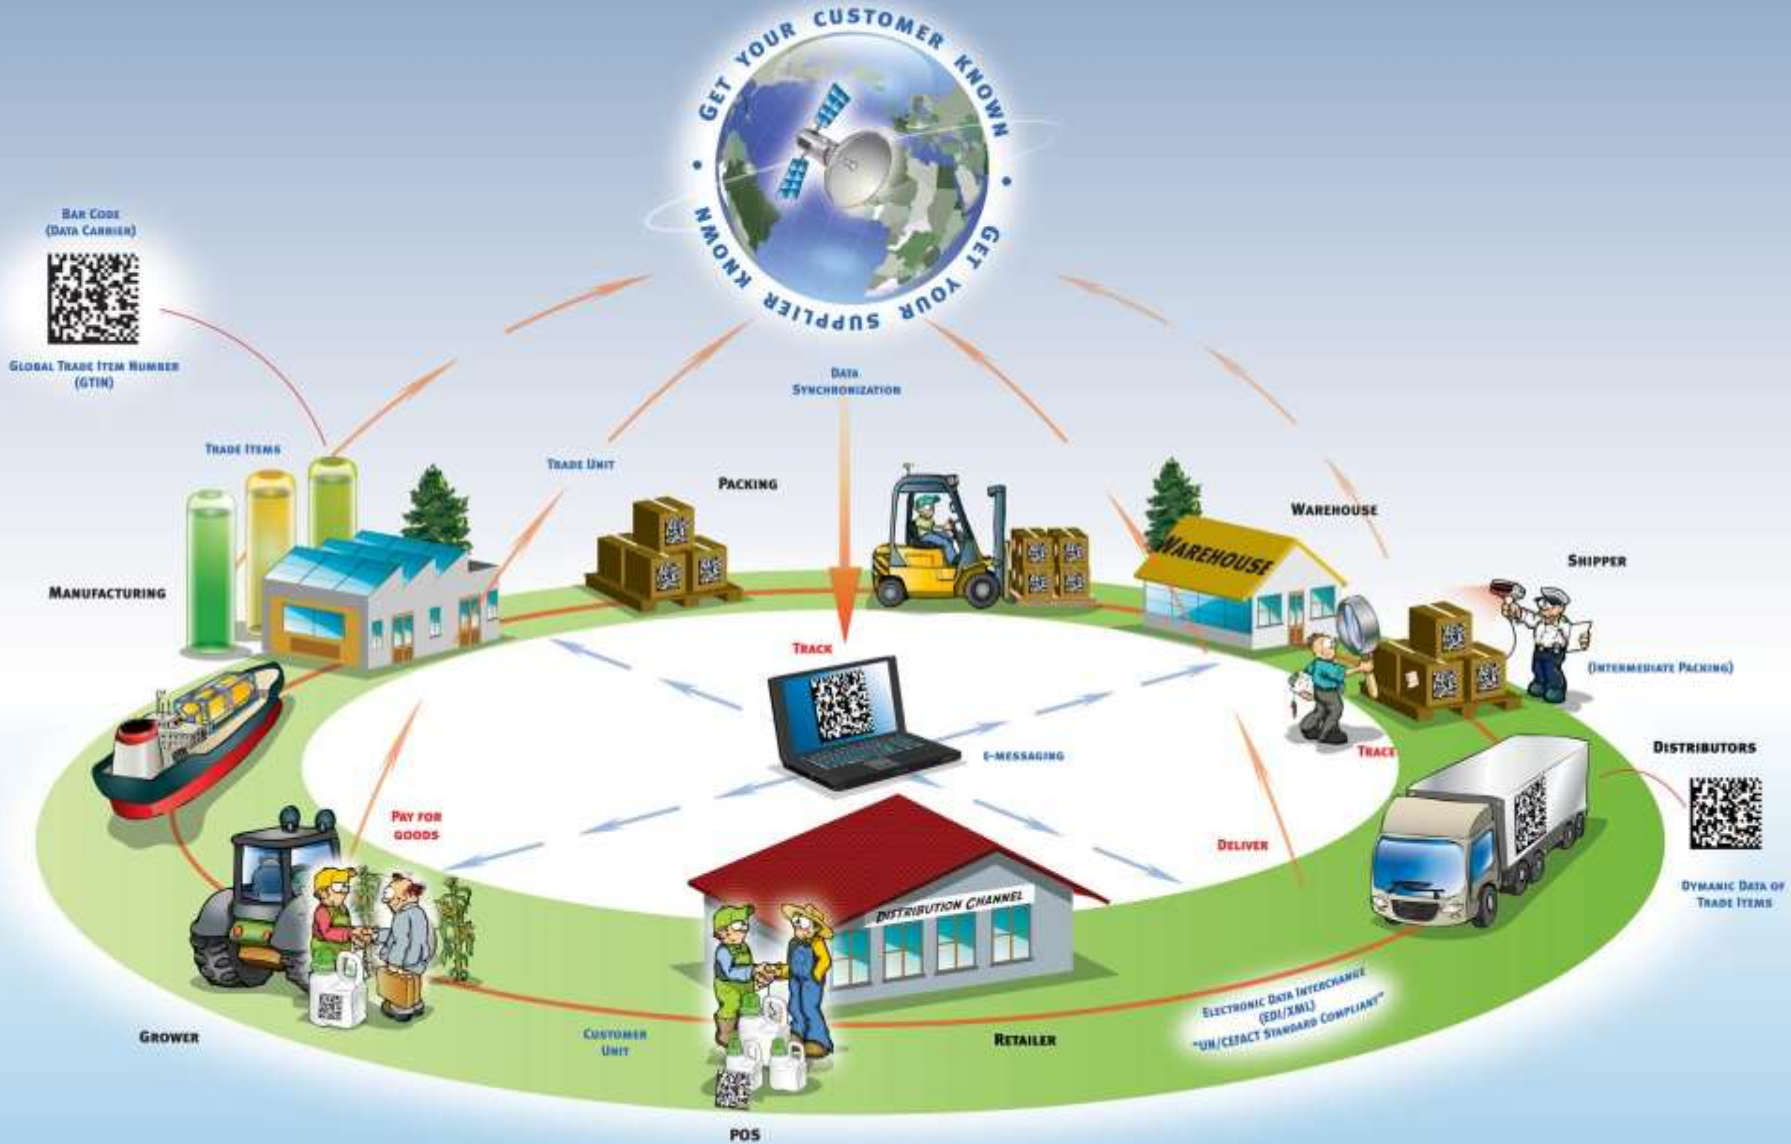 GET YOUR CUSTOMER KNOWN •
GET YOUR SUPPLIER KNOWN •
BAR CODE
(DATA CARRIER)
GLOBAL TRADE ITEM NUMBER
(GTIN)
DATA
SYNCHRONIZATION
TRADE ITEMS
TRADE UNIT
PACKING
WAREHOUSE
WAREHOUSE
SHIPPER
MANUFACTURING
TRACK
(INTERMEDIATE PACKING)
E-MESSAGING
TRACE
DISTRIBUTORS
PAY FOR
GOODS
DELIVER
DYMANIC DATA OF
TRADE ITEMS
DISTRIBUTION CHANNEL
ELECTRONIC DATA INTERCHANGE
(EDI/XML)
"UN/CEFACT STANDARD COMPLIANT"
GROWER
CUSTOMER
UNIT
RETAILER
POS